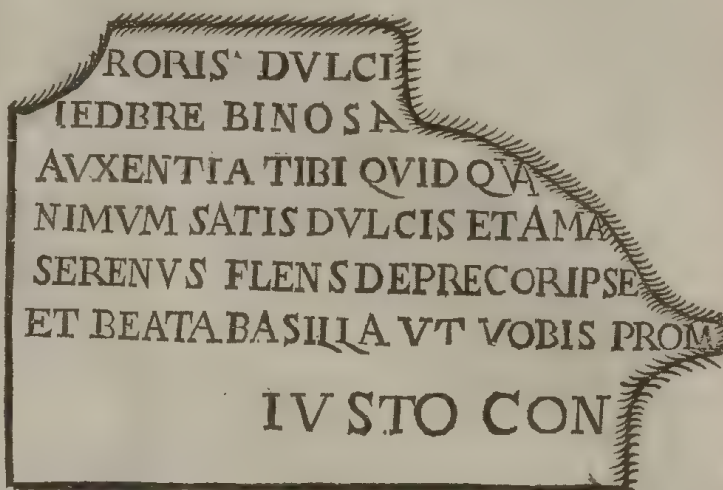 RORIS' DVLCI
IEDBRE BINOSA
AVXENTIA TIBI QVID QVA
NIMVM SATIS DVLCIS ET AMA
SERENVS FLENS DEPRECOR IPSE
ET BEATA BASILLA VT VOBIS PROM
IVSTO CON